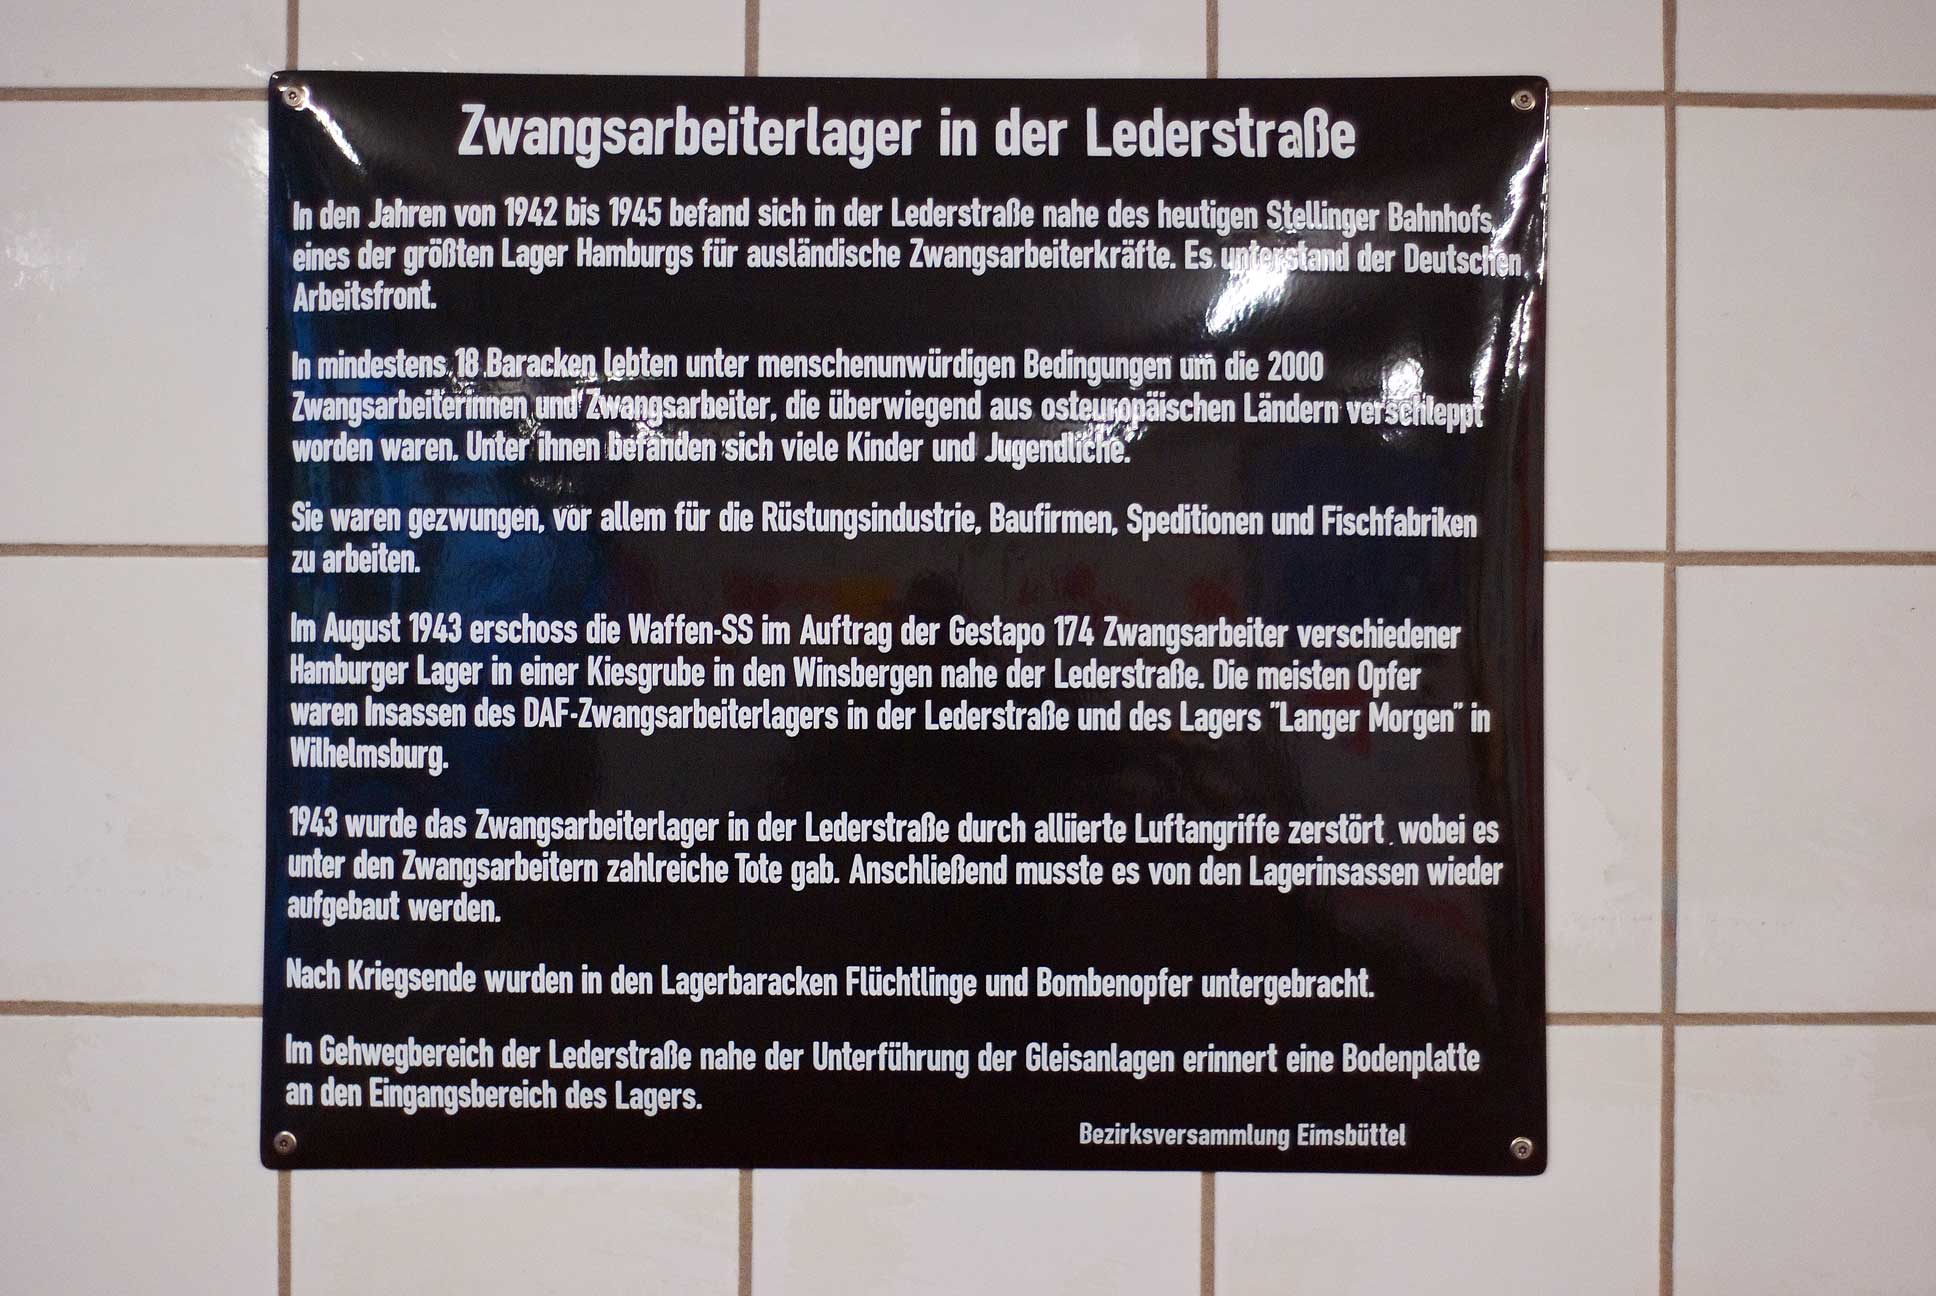 Zwangsarbeiterlager in der Lederstraße
In den Jahren von 1942 bis 1945 befand sich in der Lederstraße nahe des heutigen Stellinger Bahnhofs
eines der größten Lager Hamburgs für ausländische Zwangsarbeiterkräfte. Es unterstand der Deutschen
Arbeitsfront.
In mindestens 18 Baracken lebten unter menschenunwürdigen Bedingungen um die 2000
Zwangsarbeiterinnen und Zwangsarbeiter, die überwiegend aus osteuropäischen Ländern verschleppt
worden waren. Unter ihnen befanden sich viele Kinder und Jugendliche.
Sie waren gezwungen, vor allem für die Rüstungsindustrie, Baufirmen, Speditionen und Fischfabriken
zu arbeiten.
Im August 1943 erschoss die Waffen-SS im Auftrag der Gestapo 174 Zwangsarbeiter verschiedener
Hamburger Lager in einer Kiesgrube in den Winsbergen nahe der Lederstraße. Die meisten Opfer
waren Insassen des DAF-Zwangsarbeiterlagers in der Lederstraße und des Lagers "Langer Morgen" in
Wilhelmsburg.
1943 wurde das Zwangsarbeiterlager in der Lederstraße durch alliierte Luftangriffe zerstört, wobei es
unter den Zwangsarbeitern zahlreiche Tote gab. Anschließend musste es von den Lagerinsassen wieder
aufgebaut werden.
Nach Kriegsende wurden in den Lagerbaracken Flüchtlinge und Bombenopfer untergebracht.
Im Gehwegbereich der Lederstraße nahe der Unterführung der Gleisanlagen erinnert eine Bodenplatte
an den Eingangsbereich des Lagers.
Bezirksversammlung Eimsbüttel